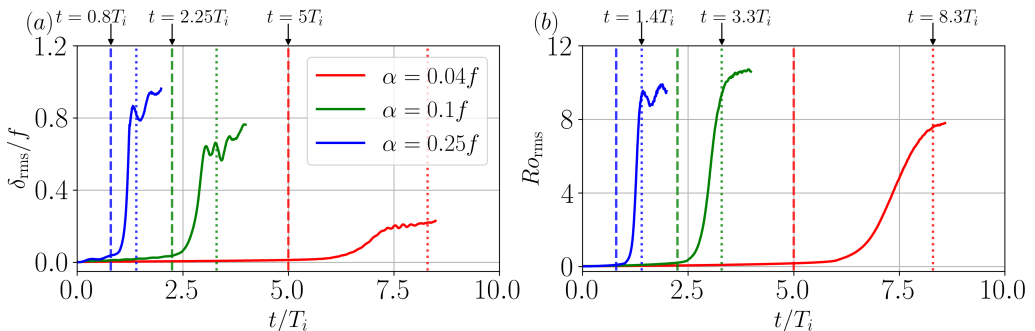 (a) t = 0.8T_i t = 2.25T_i t = 5T_i
1.2
0.8
0.4
0.0
δ_rms/f
α = 0.04f
α = 0.1f
α = 0.25f
0.0 2.5 5.0 7.5 10.0
t/T_i
(b) t = 1.4T_i t = 3.3T_i t = 8.3T_i
12
8
4
0
Ro_rms
0.0 2.5 5.0 7.5 10.0
t/T_i